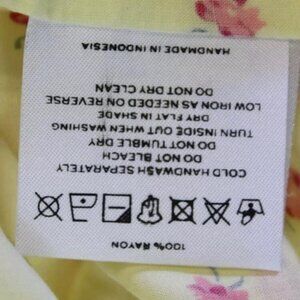 100% RAYON
COLD HANDWASH SEPARATELY
DO NOT BLEACH
DO NOT TUMBLE DRY
TURN INSIDE OUT WHEN WASHING
DRY FLAT IN SHADE
LOW IRON AS NEEDED ON REVERSE
DO NOT DRY CLEAN
HANDMADE IN INDONESIA